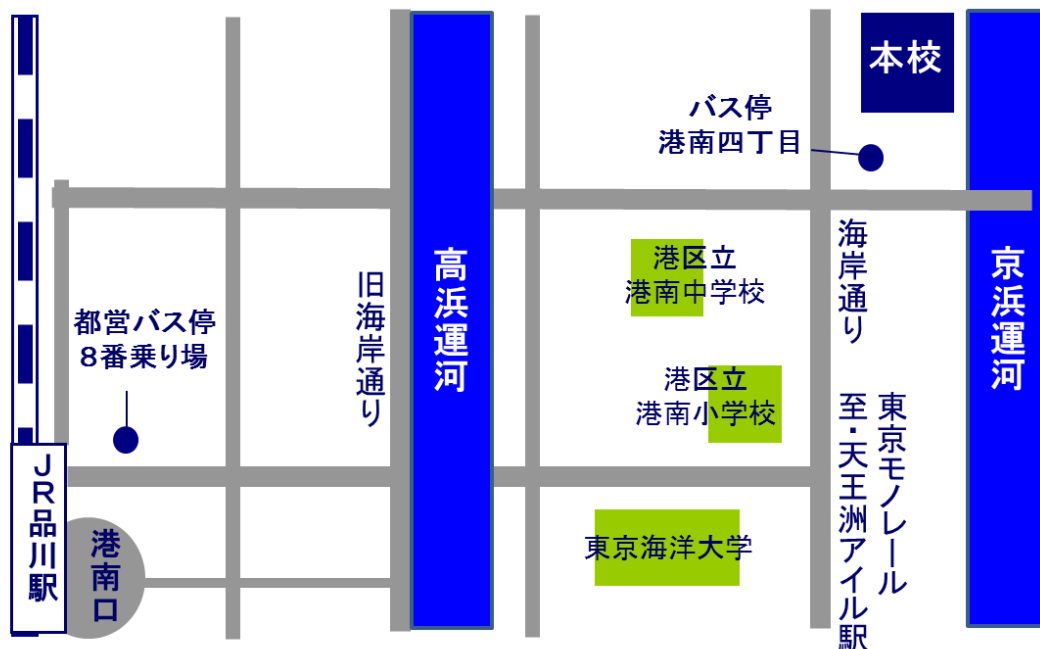 本校
バス停
港南四丁目
高浜運河
京浜運河
海岸通り
旧海岸通り
港区立
港南中学校
都営バス停
８番乗り場
港区立
港南小学校
東京モノレール
至・天王洲アイル駅
ＪＲ品川駅
港南口
東京海洋大学